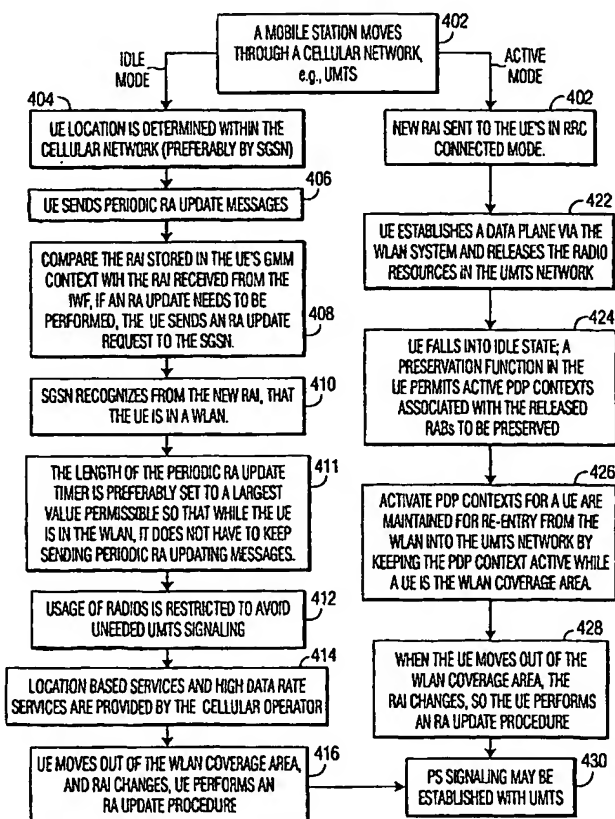 402
A MOBILE STATION MOVES
THROUGH A CELLULAR NETWORK,
e.g., UMTS
IDLE
MODE
ACTIVE
MODE
404
UE LOCATION IS DETERMINED WITHIN THE
CELLULAR NETWORK (PREFERABLY BY SGSN)
406
UE SENDS PERIODIC RA UPDATE MESSAGES
COMPARE THE RAI STORED IN THE UE'S GMM
CONTEXT WIH THE RAI RECEIVED FROM THE
IWF, IF AN RA UPDATE NEEDS TO BE
PERFORMED, THE UE SENDS AN RA UPDATE
REQUEST TO THE SGSN.
408
410
SGSN RECOGNIZES FROM THE NEW RAI, THAT
THE UE IS IN A WLAN.
411
THE LENGTH OF THE PERIODIC RA UPDATE
TIMER IS PREFERABLY SET TO A LARGEST
VALUE PERMISSIBLE SO THAT WHILE THE UE
IS IN THE WLAN, IT DOES NOT HAVE TO KEEP
SENDING PERIODIC RA UPDATING MESSAGES.
412
USAGE OF RADIOS IS RESTRICTED TO AVOID
UNEEDED UMTS SIGNALING
414
LOCATION BASED SERVICES AND HIGH DATA RATE
SERVICES ARE PROVIDED BY THE CELLULAR OPERATOR
416
UE MOVES OUT OF THE WLAN COVERAGE AREA,
AND RAI CHANGES, UE PERFORMS AN
RA UPDATE PROCEDURE
402
NEW RAI SENT TO THE UE'S IN RRC
CONNECTED MODE.
422
UE ESTABLISHES A DATA PLANE VIA THE
WLAN SYSTEM AND RELEASES THE RADIO
RESOURCES IN THE UMTS NETWORK
424
UE FALLS INTO IDLE STATE; A
PRESERVATION FUNCTION IN THE
UE PERMITS ACTIVE PDP CONTEXTS
ASSOCIATED WITH THE RELEASED
RABs TO BE PRESERVED
426
ACTIVATE PDP CONTEXTS FOR A UE ARE
MAINTAINED FOR RE-ENTRY FROM THE
WLAN INTO THE UMTS NETWORK BY
KEEPING THE PDP CONTEXT ACTIVE WHILE
A UE IS THE WLAN COVERAGE AREA.
428
WHEN THE UE MOVES OUT OF THE
WLAN COVERAGE AREA, THE
RAI CHANGES, SO THE UE PERFORMS
AN RA UPDATE PROCEDURE
430
PS SIGNALING MAY BE
ESTABLISHED WITH UMTS